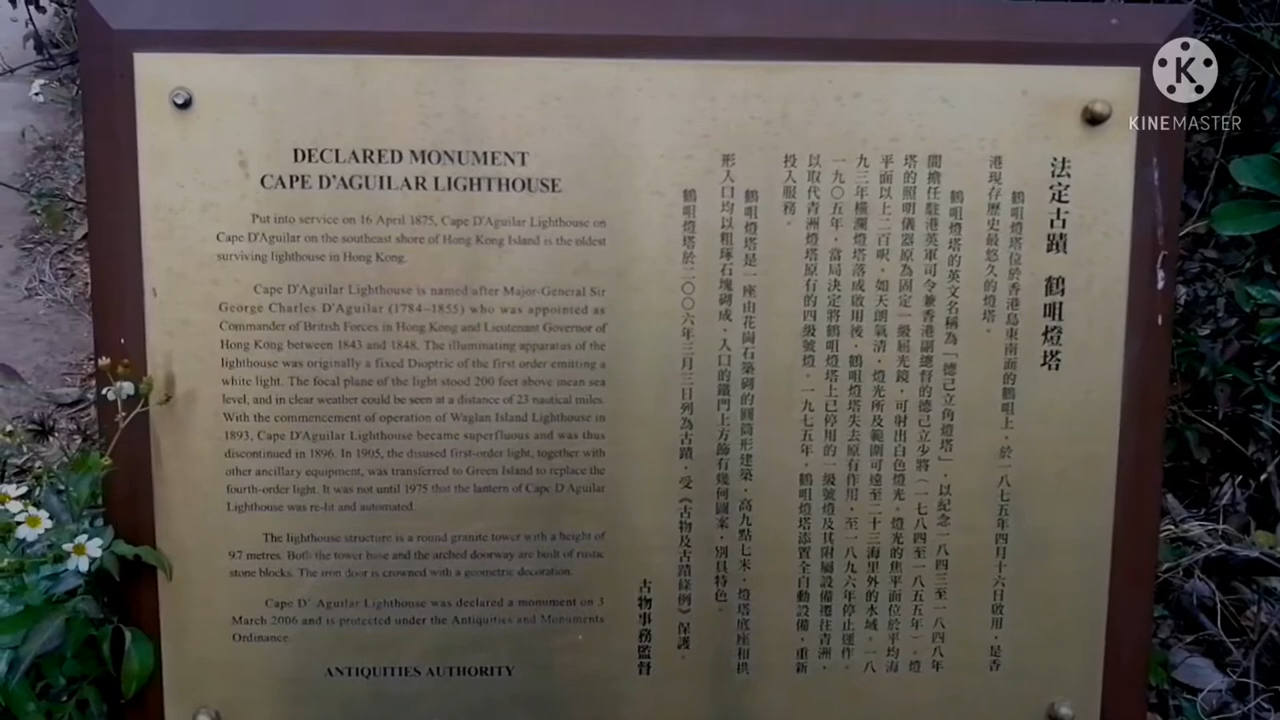 DECLARED MONUMENT
CAPE D'AGUILAR LIGHTHOUSE
Put into service on 16 April 1875, Cape D'Aguilar Lighthouse on
Cape D'Aguilar on the southeast shore of Hong Kong Island is the oldest
surviving lighthouse in Hong Kong.
Cape D'Aguilar Lighthouse is named after Major-General Sir
George Charles D'Aguilar (1784–1855) who was appointed as
Commander of British Forces in Hong Kong and Lieutenant Governor of
Hong Kong between 1843 and 1848. The illuminating apparatus of the
lighthouse was originally a fixed Dioptric of the first order emitting a
white light. The focal plane of the light stood 200 feet above mean sea
level, and in clear weather could be seen at a distance of 23 nautical miles.
With the commencement of operation of Waglan Island Lighthouse in
1893, Cape D'Aguilar Lighthouse became superfluous and was thus
discontinued in 1896. In 1905, the disused first-order light, together with
other ancillary equipment, was transferred to Green Island to replace the
fourth-order light. It was not until 1975 that the lantern of Cape D'Aguilar
Lighthouse was re-lit and automated.
The lighthouse structure is a round granite tower with a height of
9.7 metres. Both the tower base and the arched doorway are built of rustic
stone blocks. The iron door is crowned with a geometric decoration.
Cape D' Aguilar Lighthouse was declared a monument on 3
March 2006 and is protected under the Antiquities and Monuments
Ordinance.
ANTIQUITIES AUTHORITY
法定古蹟 鶴咀燈塔
鶴咀燈塔位於香港島東南面的鶴咀上，於一八七五年四月十六日啟用，是香
港現存歷史最悠久的燈塔。
鶴咀燈塔的英文名稱為「德己立角燈塔」，以紀念一八四三至一八四八年
間擔任駐港英軍司令兼香港副總督的德己立少將（一七八四至一八五五年）。燈
塔的照明儀器原為固定一級屈光鏡，可射出白色燈光。燈光的焦平面位於平均海
平面以上二百呎，如天朗氣清，燈光所及範圍可遠至二十三海里外的水域。一八
九三年橫瀾燈塔落成啟用後，鶴咀燈塔失去原有作用，至一八九六年停止運作。
一九〇五年，當局決定將鶴咀燈塔上已停用的一級號燈及其附屬設備遷往青洲，
以取代青洲燈塔原有的四級號燈。一九七五年，鶴咀燈塔添置全自動設備，重新
投入服務。
鶴咀燈塔是一座由花崗石築砌的圓筒形建築，高九點七米，燈塔底座和拱
形入口均以粗琢石塊砌成，入口的鐵門上方飾有幾何圖案，別具特色。
鶴咀燈塔於二〇〇六年三月三日列為古蹟，受《古物及古蹟條例》保護。
古物事務監督
K
KINEMASTER